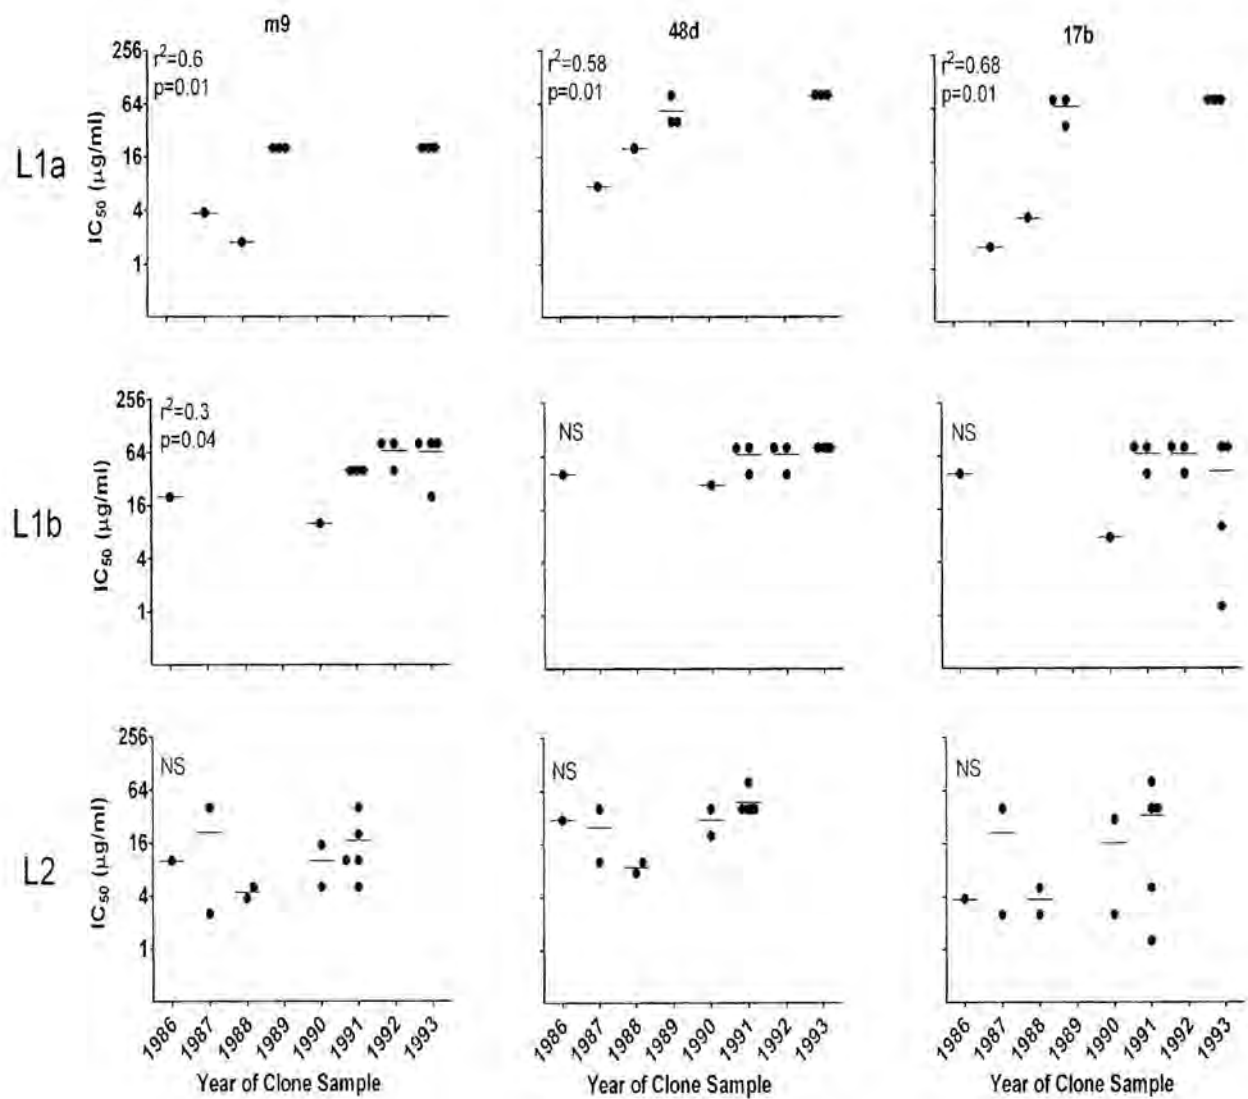 m9
48d
17b
L1a
IC50 (μg/ml)
256
64
16
4
1
r²=0.6
p=0.01
r²=0.58
p=0.01
r²=0.68
p=0.01
L1b
IC50 (μg/ml)
256
64
16
4
1
r²=0.3
p=0.04
NS
NS
L2
IC50 (μg/ml)
256
64
16
4
1
NS
NS
NS
1986 1987 1988 1989 1990 1991 1992 1993
1986 1987 1988 1989 1990 1991 1992 1993
1986 1987 1988 1989 1990 1991 1992 1993
Year of Clone Sample
Year of Clone Sample
Year of Clone Sample